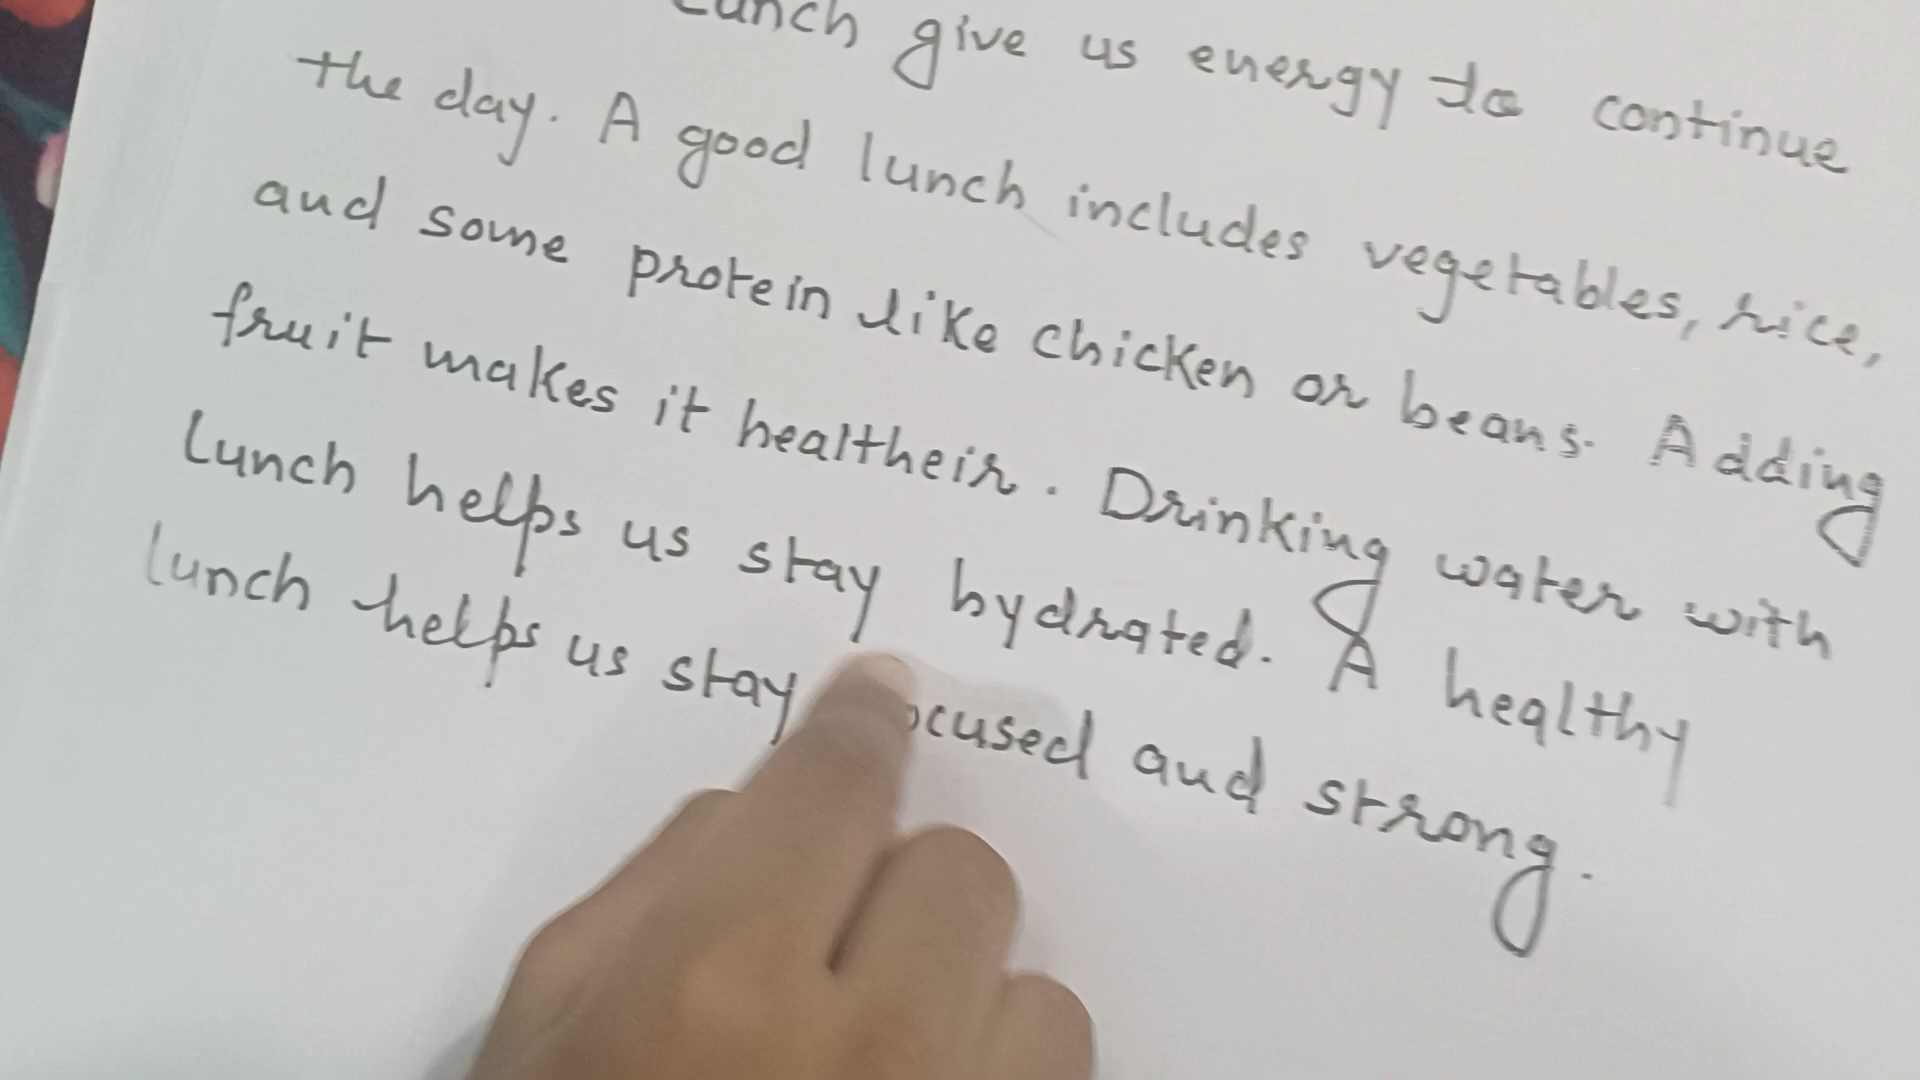 Lunch give us energy to continue
the day. A good lunch includes vegetables, rice,
and some protein like chicken or beans. Adding
fruit makes it healtheir. Drinking water with
lunch helps us stay hydrated. A healthy
lunch helps us stay and strong.